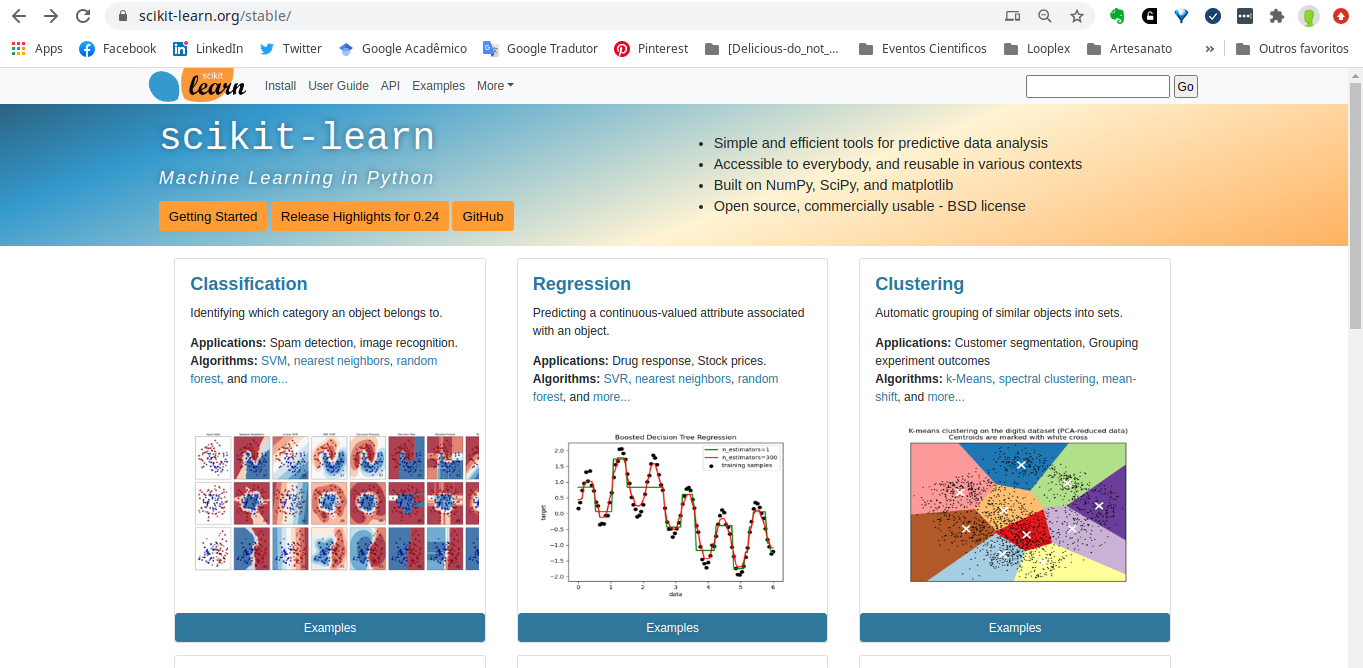 scikit-learn.org/stable/
Apps Facebook LinkedIn Twitter Google Acadêmico Google Tradutor Pinterest [Delicious-do_not_... Eventos Cientificos Looplex Artesanato » Outros favoritos
scikit
learn
Install User Guide API Examples More Go
scikit-learn
Machine Learning in Python
Getting Started Release Highlights for 0.24 GitHub
• Simple and efficient tools for predictive data analysis
• Accessible to everybody, and reusable in various contexts
• Built on NumPy, SciPy, and matplotlib
• Open source, commercially usable - BSD license
Classification
Identifying which category an object belongs to.
Applications: Spam detection, image recognition.
Algorithms: SVM, nearest neighbors, random
forest, and more...
Examples
Regression
Predicting a continuous-valued attribute associated
with an object.
Applications: Drug response, Stock prices.
Algorithms: SVR, nearest neighbors, random
forest, and more...
Boosted Decision Tree Regression
n_estimators=1
n_estimators=300
training samples
2.0
1.5
1.0
0.5
0.0
-0.5
-1.0
-1.5
-2.0
target
0 1 2 3 4 5 6
data
Examples
Clustering
Automatic grouping of similar objects into sets.
Applications: Customer segmentation, Grouping
experiment outcomes
Algorithms: k-Means, spectral clustering, mean-
shift, and more...
K-means clustering on the digits dataset (PCA-reduced data)
Centroids are marked with white cross
Examples